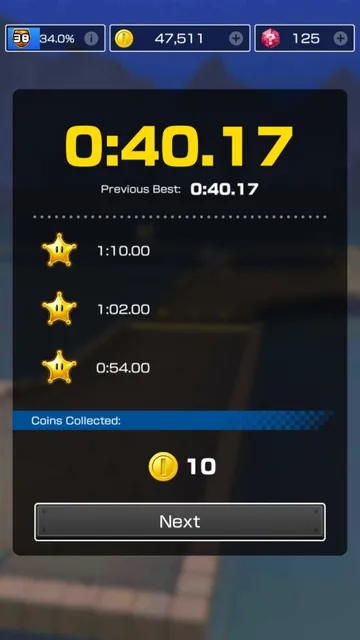 38 34.0% i 47,511 + 125 +
0:40.17
Previous Best: 0:40.17
1:10.00
1:02.00
0:54.00
Coins Collected:
10
Next